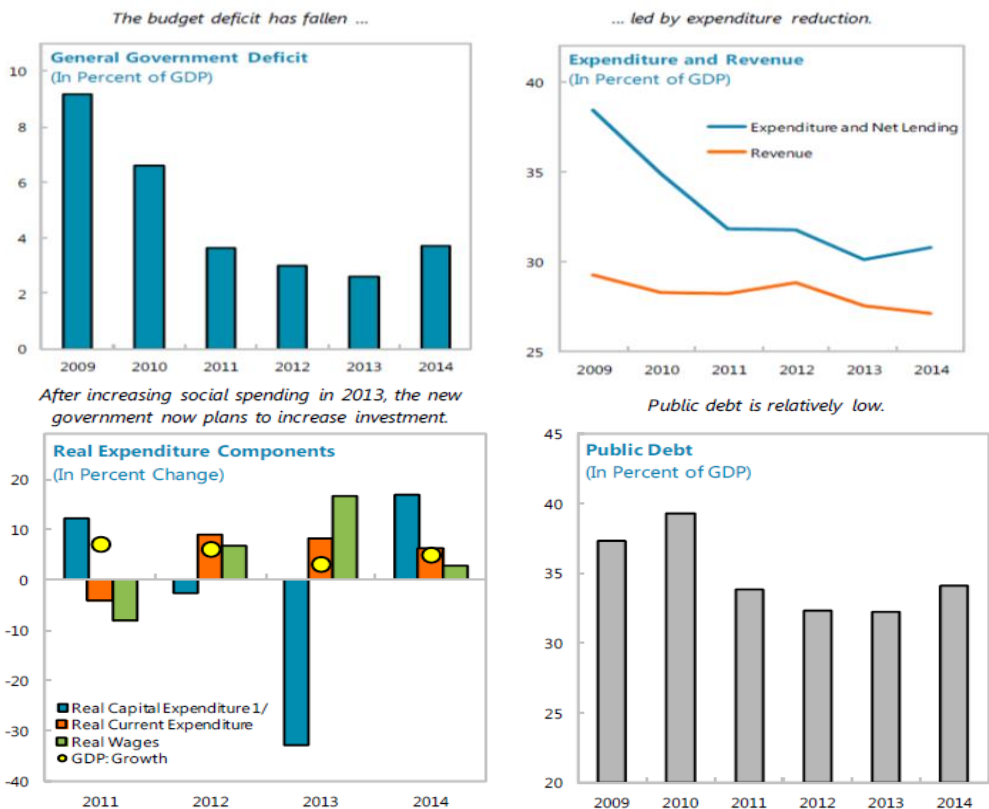 The budget deficit has fallen ...
General Government Deficit
(In Percent of GDP)
10
8
6
4
2
0
2009 2010 2011 2012 2013 2014
... led by expenditure reduction.
Expenditure and Revenue
(In Percent of GDP)
40
35
30
25
Expenditure and Net Lending
Revenue
2009 2010 2011 2012 2013 2014
After increasing social spending in 2013, the new
government now plans to increase investment.
Real Expenditure Components
(In Percent Change)
20
10
0
-10
-20
-30
-40
Real Capital Expenditure 1/
Real Current Expenditure
Real Wages
GDP: Growth
2011 2012 2013 2014
Public debt is relatively low.
Public Debt
(In Percent of GDP)
45
40
35
30
25
20
2009 2010 2011 2012 2013 2014